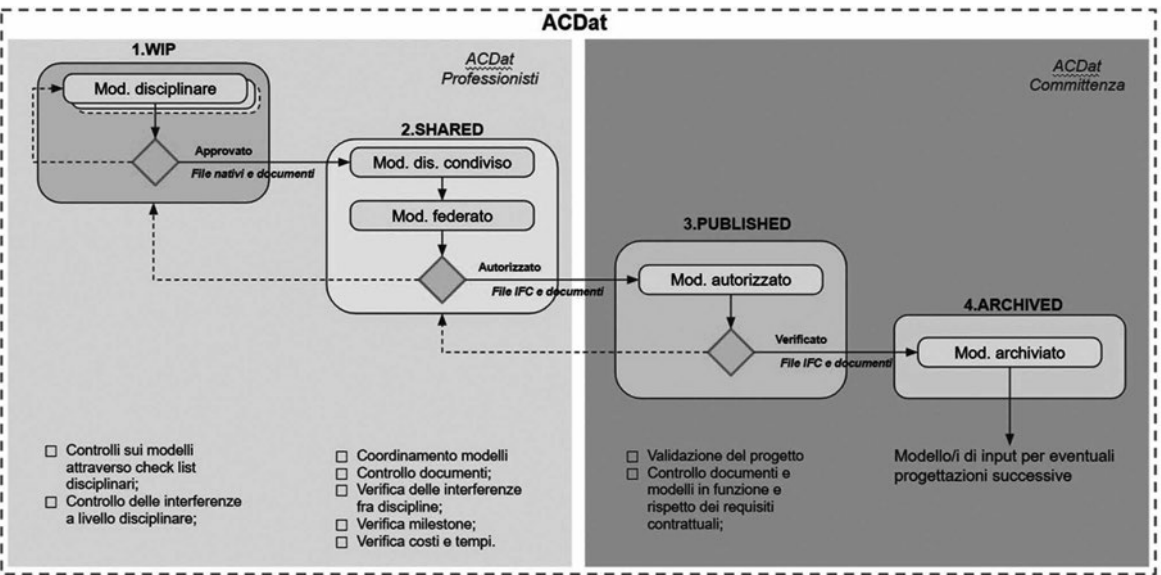 ACDat
1.WIP
ACDat
Professionisti
ACDat
Committenza
Mod. disciplinare
2.SHARED
Approvato
File nativi e documenti
Mod. dis. condiviso
Mod. federato
3.PUBLISHED
Autorizzato
File IFC e documenti
Mod. autorizzato
4.ARCHIVED
Verificato
File IFC e documenti
Mod. archiviato
☐ Controlli sui modelli
attraverso check list
disciplinari;
☐ Controllo delle interferenze
a livello disciplinare;
☐ Coordinamento modelli
☐ Controllo documenti;
☐ Verifica delle interferenze
fra discipline;
☐ Verifica milestone;
☐ Verifica costi e tempi.
☐ Validazione del progetto
☐ Controllo documenti e
modelli in funzione e
rispetto dei requisiti
contrattuali;
Modello/i di input per eventuali
progettazioni successive